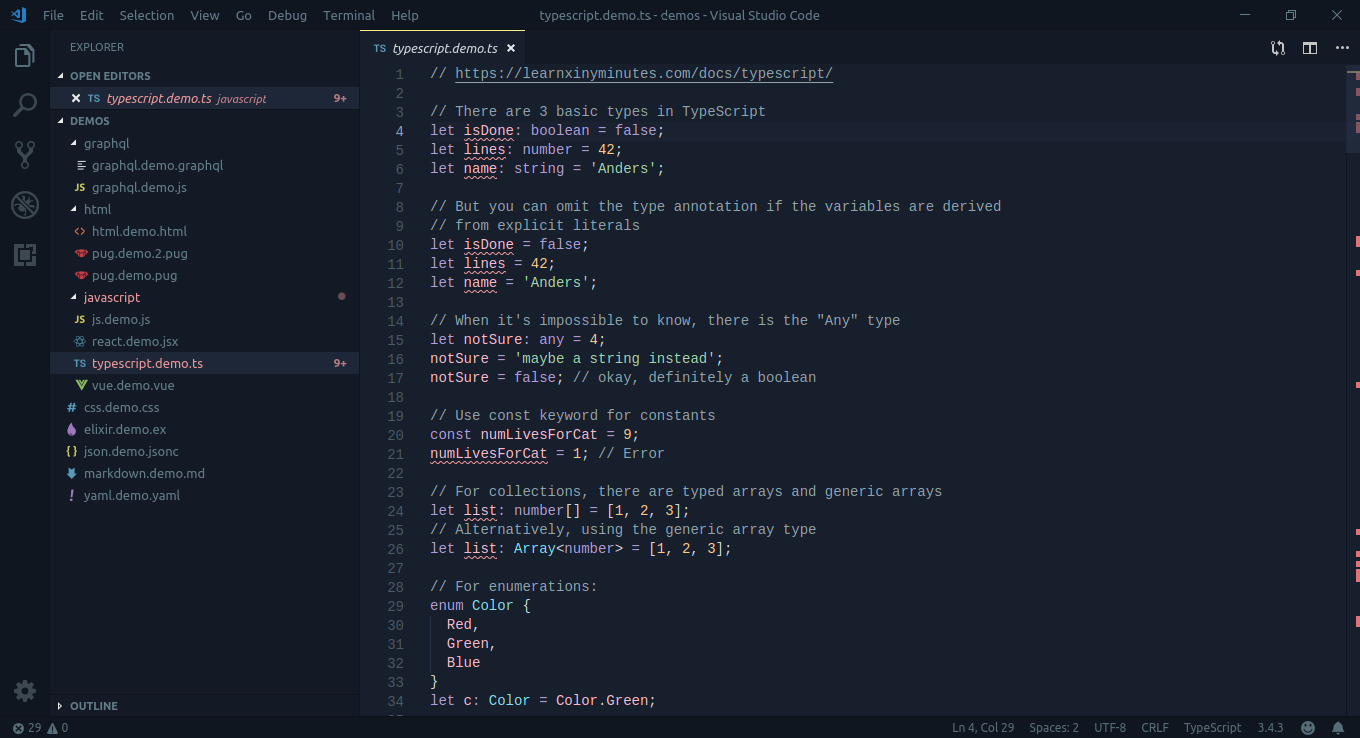 File Edit Selection View Go Debug Terminal Help typescript.demo.ts - demos - Visual Studio Code
EXPLORER
OPEN EDITORS
TS typescript.demo.ts javascript 9+
DEMOS
graphql
graphql.demo.graphql
JS graphql.demo.js
html
<> html.demo.html
pug.demo.2.pug
pug.demo.pug
javascript
JS js.demo.js
react.demo.jsx
TS typescript.demo.ts 9+
vue.demo.vue
# css.demo.css
elixir.demo.ex
{} json.demo.jsonc
markdown.demo.md
! yaml.demo.yaml
OUTLINE
TS typescript.demo.ts
1 // https://learnxinyminutes.com/docs/typescript/
2
3 // There are 3 basic types in TypeScript
4 let isDone: boolean = false;
5 let lines: number = 42;
6 let name: string = 'Anders';
7
8 // But you can omit the type annotation if the variables are derived
9 // from explicit literals
10 let isDone = false;
11 let lines = 42;
12 let name = 'Anders';
13
14 // When it's impossible to know, there is the "Any" type
15 let notSure: any = 4;
16 notSure = 'maybe a string instead';
17 notSure = false; // okay, definitely a boolean
18
19 // Use const keyword for constants
20 const numLivesForCat = 9;
21 numLivesForCat = 1; // Error
22
23 // For collections, there are typed arrays and generic arrays
24 let list: number[] = [1, 2, 3];
25 // Alternatively, using the generic array type
26 let list: Array<number> = [1, 2, 3];
27
28 // For enumerations:
29 enum Color {
30 Red,
31 Green,
32 Blue
33 }
34 let c: Color = Color.Green;
29 0 Ln 4, Col 29 Spaces: 2 UTF-8 CRLF TypeScript 3.4.3